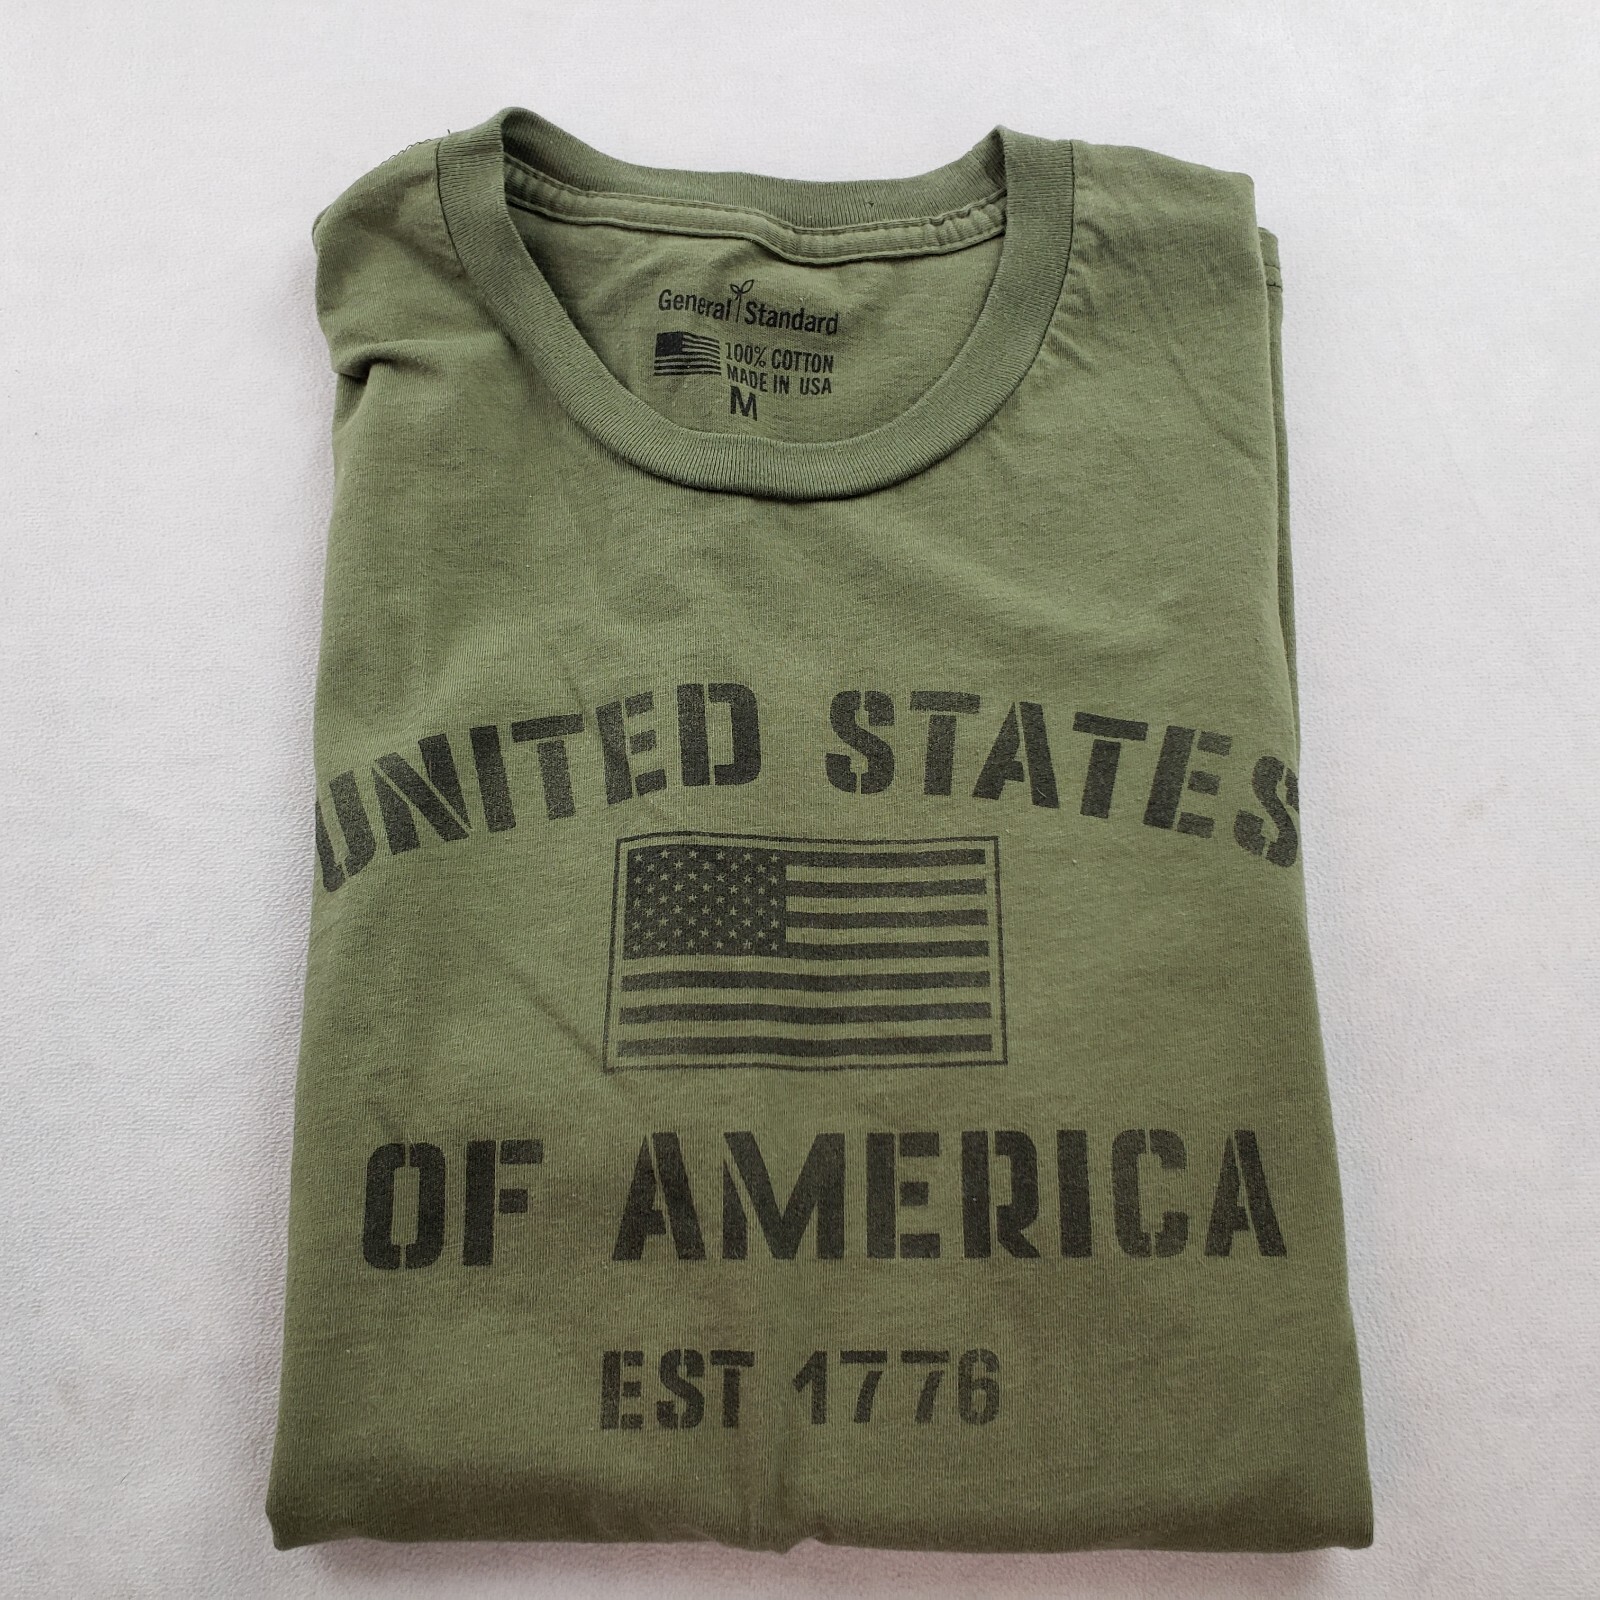 General Standard
100% COTTON
MADE IN USA
M
UNITED STATES
OF AMERICA
EST 1776